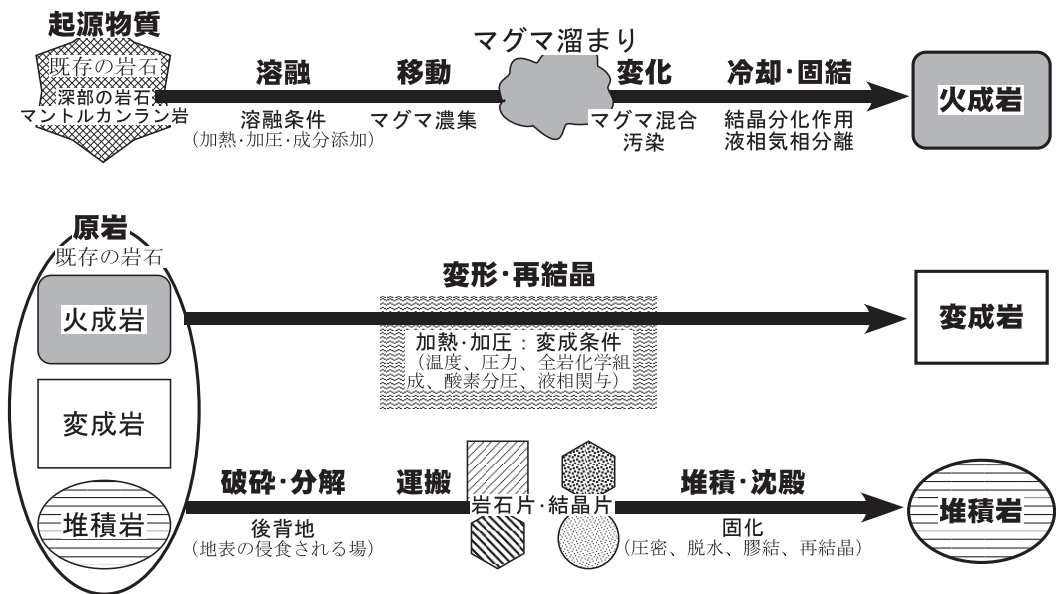 起源物質
既存の岩石
深部の岩石
マントルカンラン岩
溶融
溶融条件
(加熱・加圧・成分添加)
移動
マグマ濃集
マグマ溜まり
変化
マグマ混合
汚染
冷却・固結
結晶分化作用
液相気相分離
火成岩
原岩
既存の岩石
火成岩
変成岩
堆積岩
変形・再結晶
加熱・加圧:変成条件
(温度、圧力、全岩化学組
成、酸素分圧、液相関与)
変成岩
破砕・分解
後背地
(地表の侵食される場)
運搬
岩石片・結晶片
堆積・沈殿
固化
(圧密、脱水、膠結、再結晶)
堆積岩